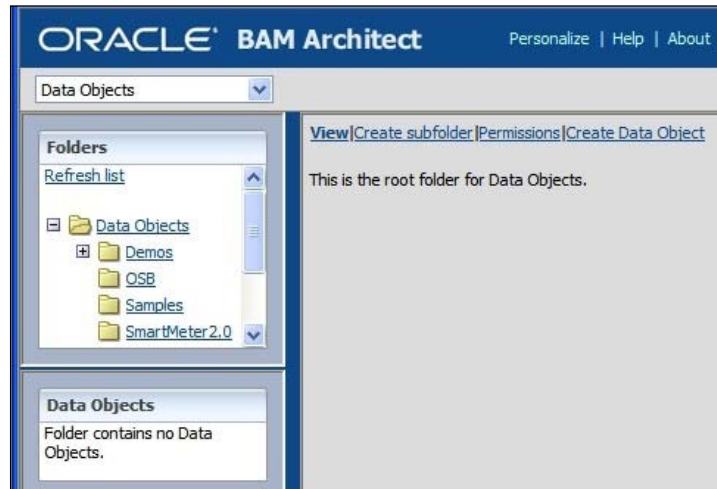 ORACLE BAM Architect
Personalize | Help | About
Data Objects
Folders
Refresh list
Data Objects
Demos
OSB
Samples
SmartMeter2.0
Data Objects
Folder contains no Data
Objects.
View|Create subfolder|Permissions|Create Data Object
This is the root folder for Data Objects.